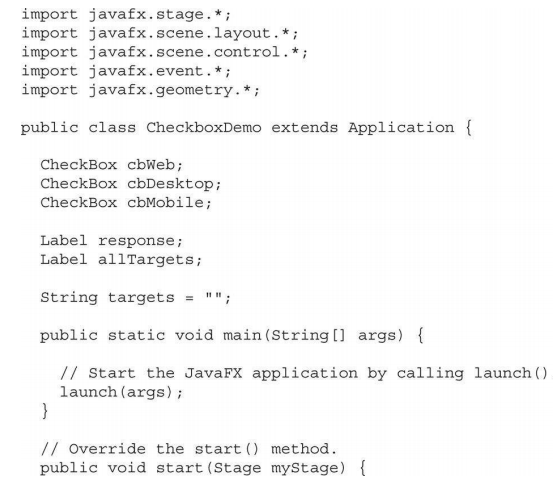 import javafx.stage.*;
import javafx.scene.layout.*;
import javafx.scene.control.*;
import javafx.event.*;
import javafx.geometry.*;
public class CheckboxDemo extends Application {
CheckBox cbWeb;
CheckBox cbDesktop;
CheckBox cbMobile;
Label response;
Label allTargets;
String targets = "";
public static void main(String[] args) {
// Start the JavaFX application by calling launch().
launch(args);
}
// Override the start() method.
public void start(Stage myStage) {